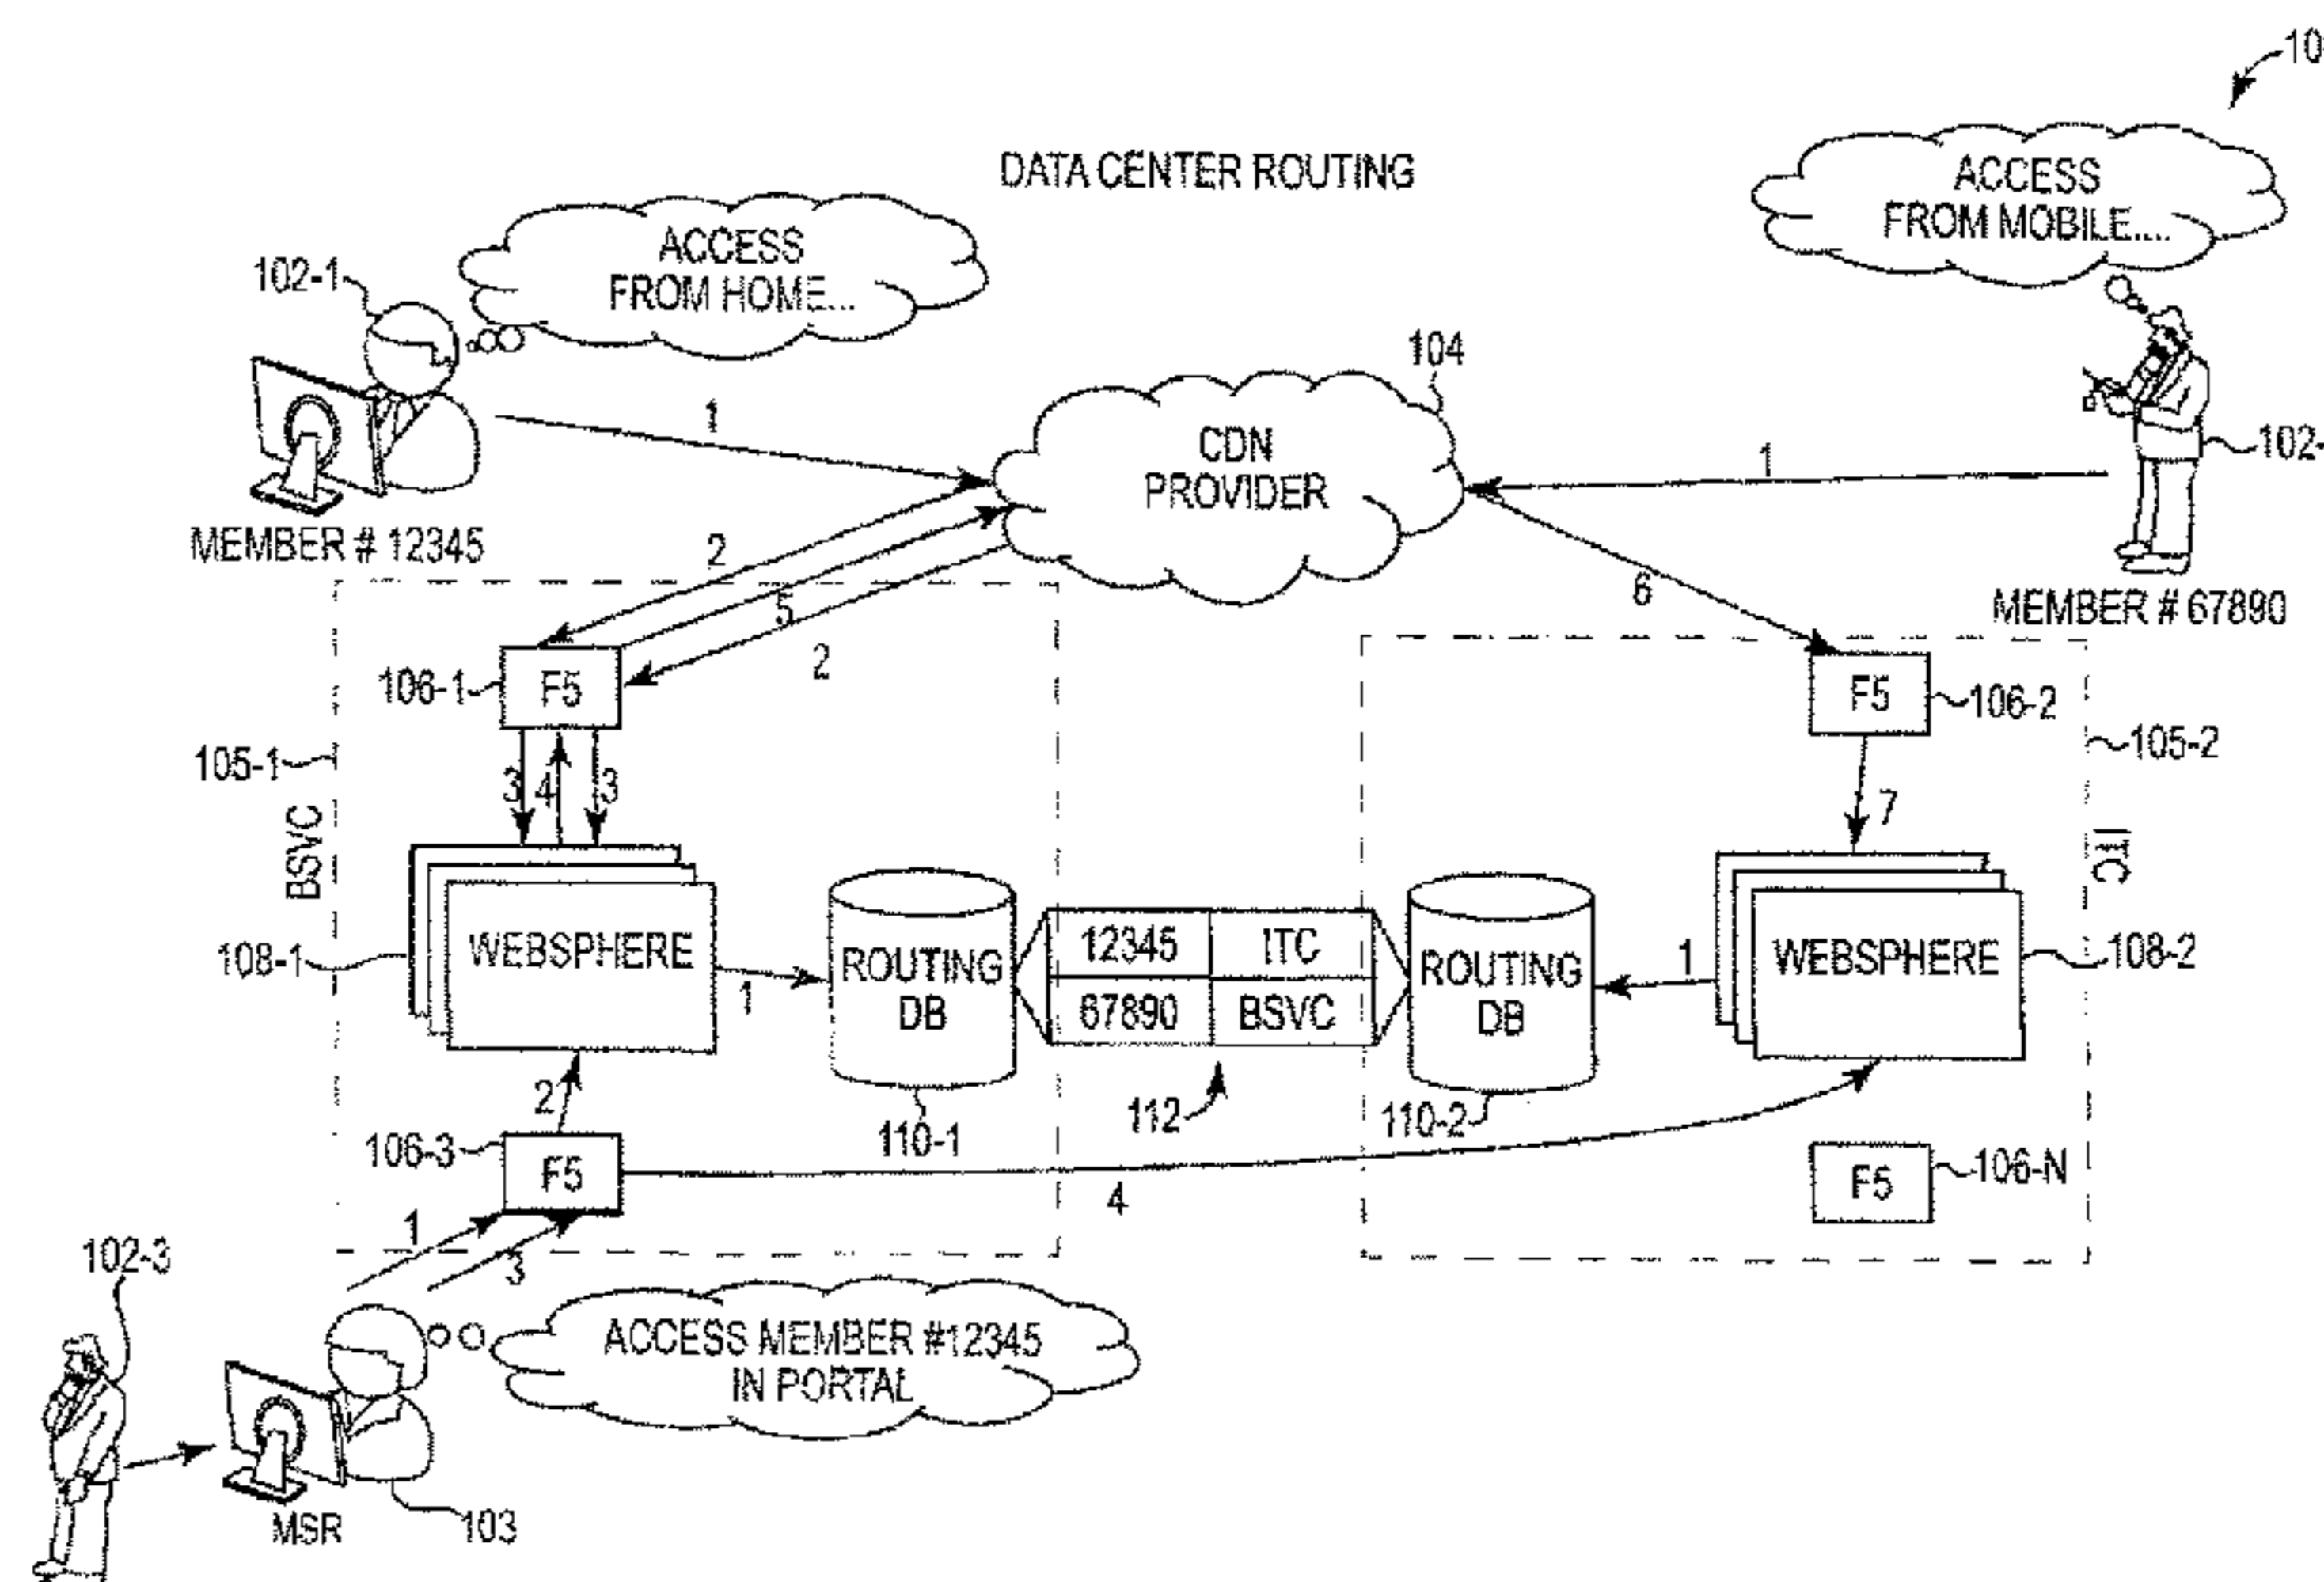 10
DATA CENTER ROUTING
ACCESS
FROM MOBILE....
ACCESS
FROM HOME...
102-1
104
1
CDN
PROVIDER
1
102-
MEMBER # 12345
2
5
2
6
MEMBER # 67890
106-1
F5
F5
106-2
105-1
105-2
3
4
3
7
BSVC
ITC
108-1
WEBSPHERE
1
ROUTING
DB
12345
ITC
67890
BSVC
ROUTING
DB
1
WEBSPHERE
108-2
2
110-1
112
110-2
106-3
F5
4
F5
106-N
1
3
102-3
ACCESS MEMBER #12345
IN PORTAL
MSR
103